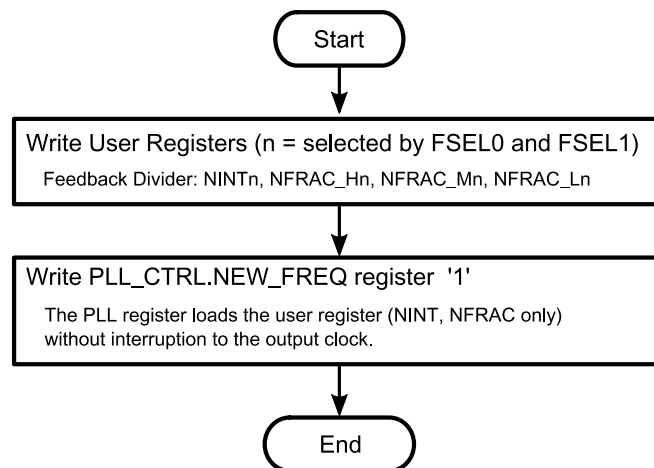 Start
Write User Registers (n = selected by FSEL0 and FSEL1)
Feedback Divider: NINTn, NFRAC_Hn, NFRAC_Mn, NFRAC_Ln
Write PLL_CTRL.NEW_FREQ register '1'
The PLL register loads the user register (NINT, NFRAC only)
without interruption to the output clock.
End